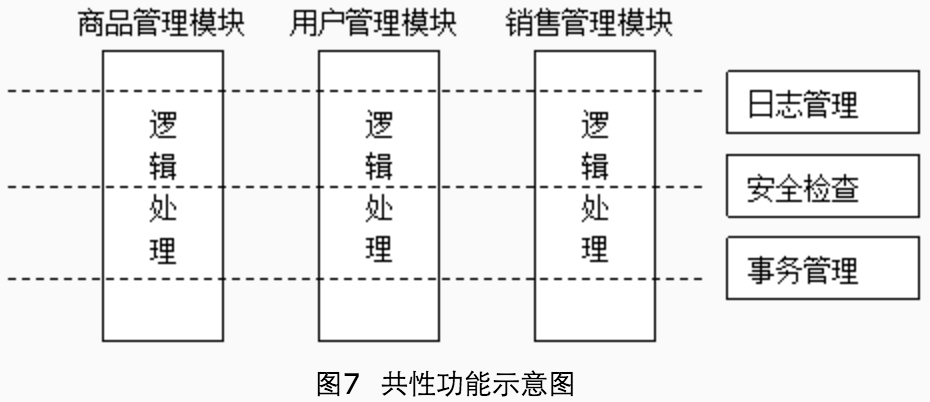 商品管理模块 用户管理模块 销售管理模块
逻辑处理
逻辑处理
逻辑处理
日志管理
安全检查
事务管理
图7 共性功能示意图